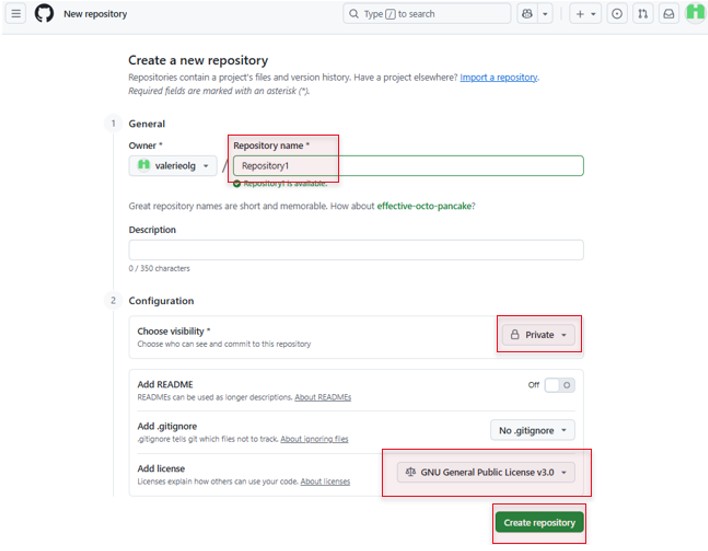 New repository
Type / to search
Create a new repository
Repositories contain a project's files and version history. Have a project elsewhere? Import a repository.
Required fields are marked with an asterisk (*).
1 General
Owner * Repository name *
valerieolg / Repository1
Repository1 is available.
Great repository names are short and memorable. How about effective-octo-pancake?
Description
0 / 350 characters
2 Configuration
Choose visibility * Private
Choose who can see and commit to this repository
Add README Off
READMEs can be used as longer descriptions. About READMEs
Add .gitignore No .gitignore
.gitignore tells git which files not to track. About ignoring files
Add license GNU General Public License v3.0
Licenses explain how others can use your code. About licenses
Create repository